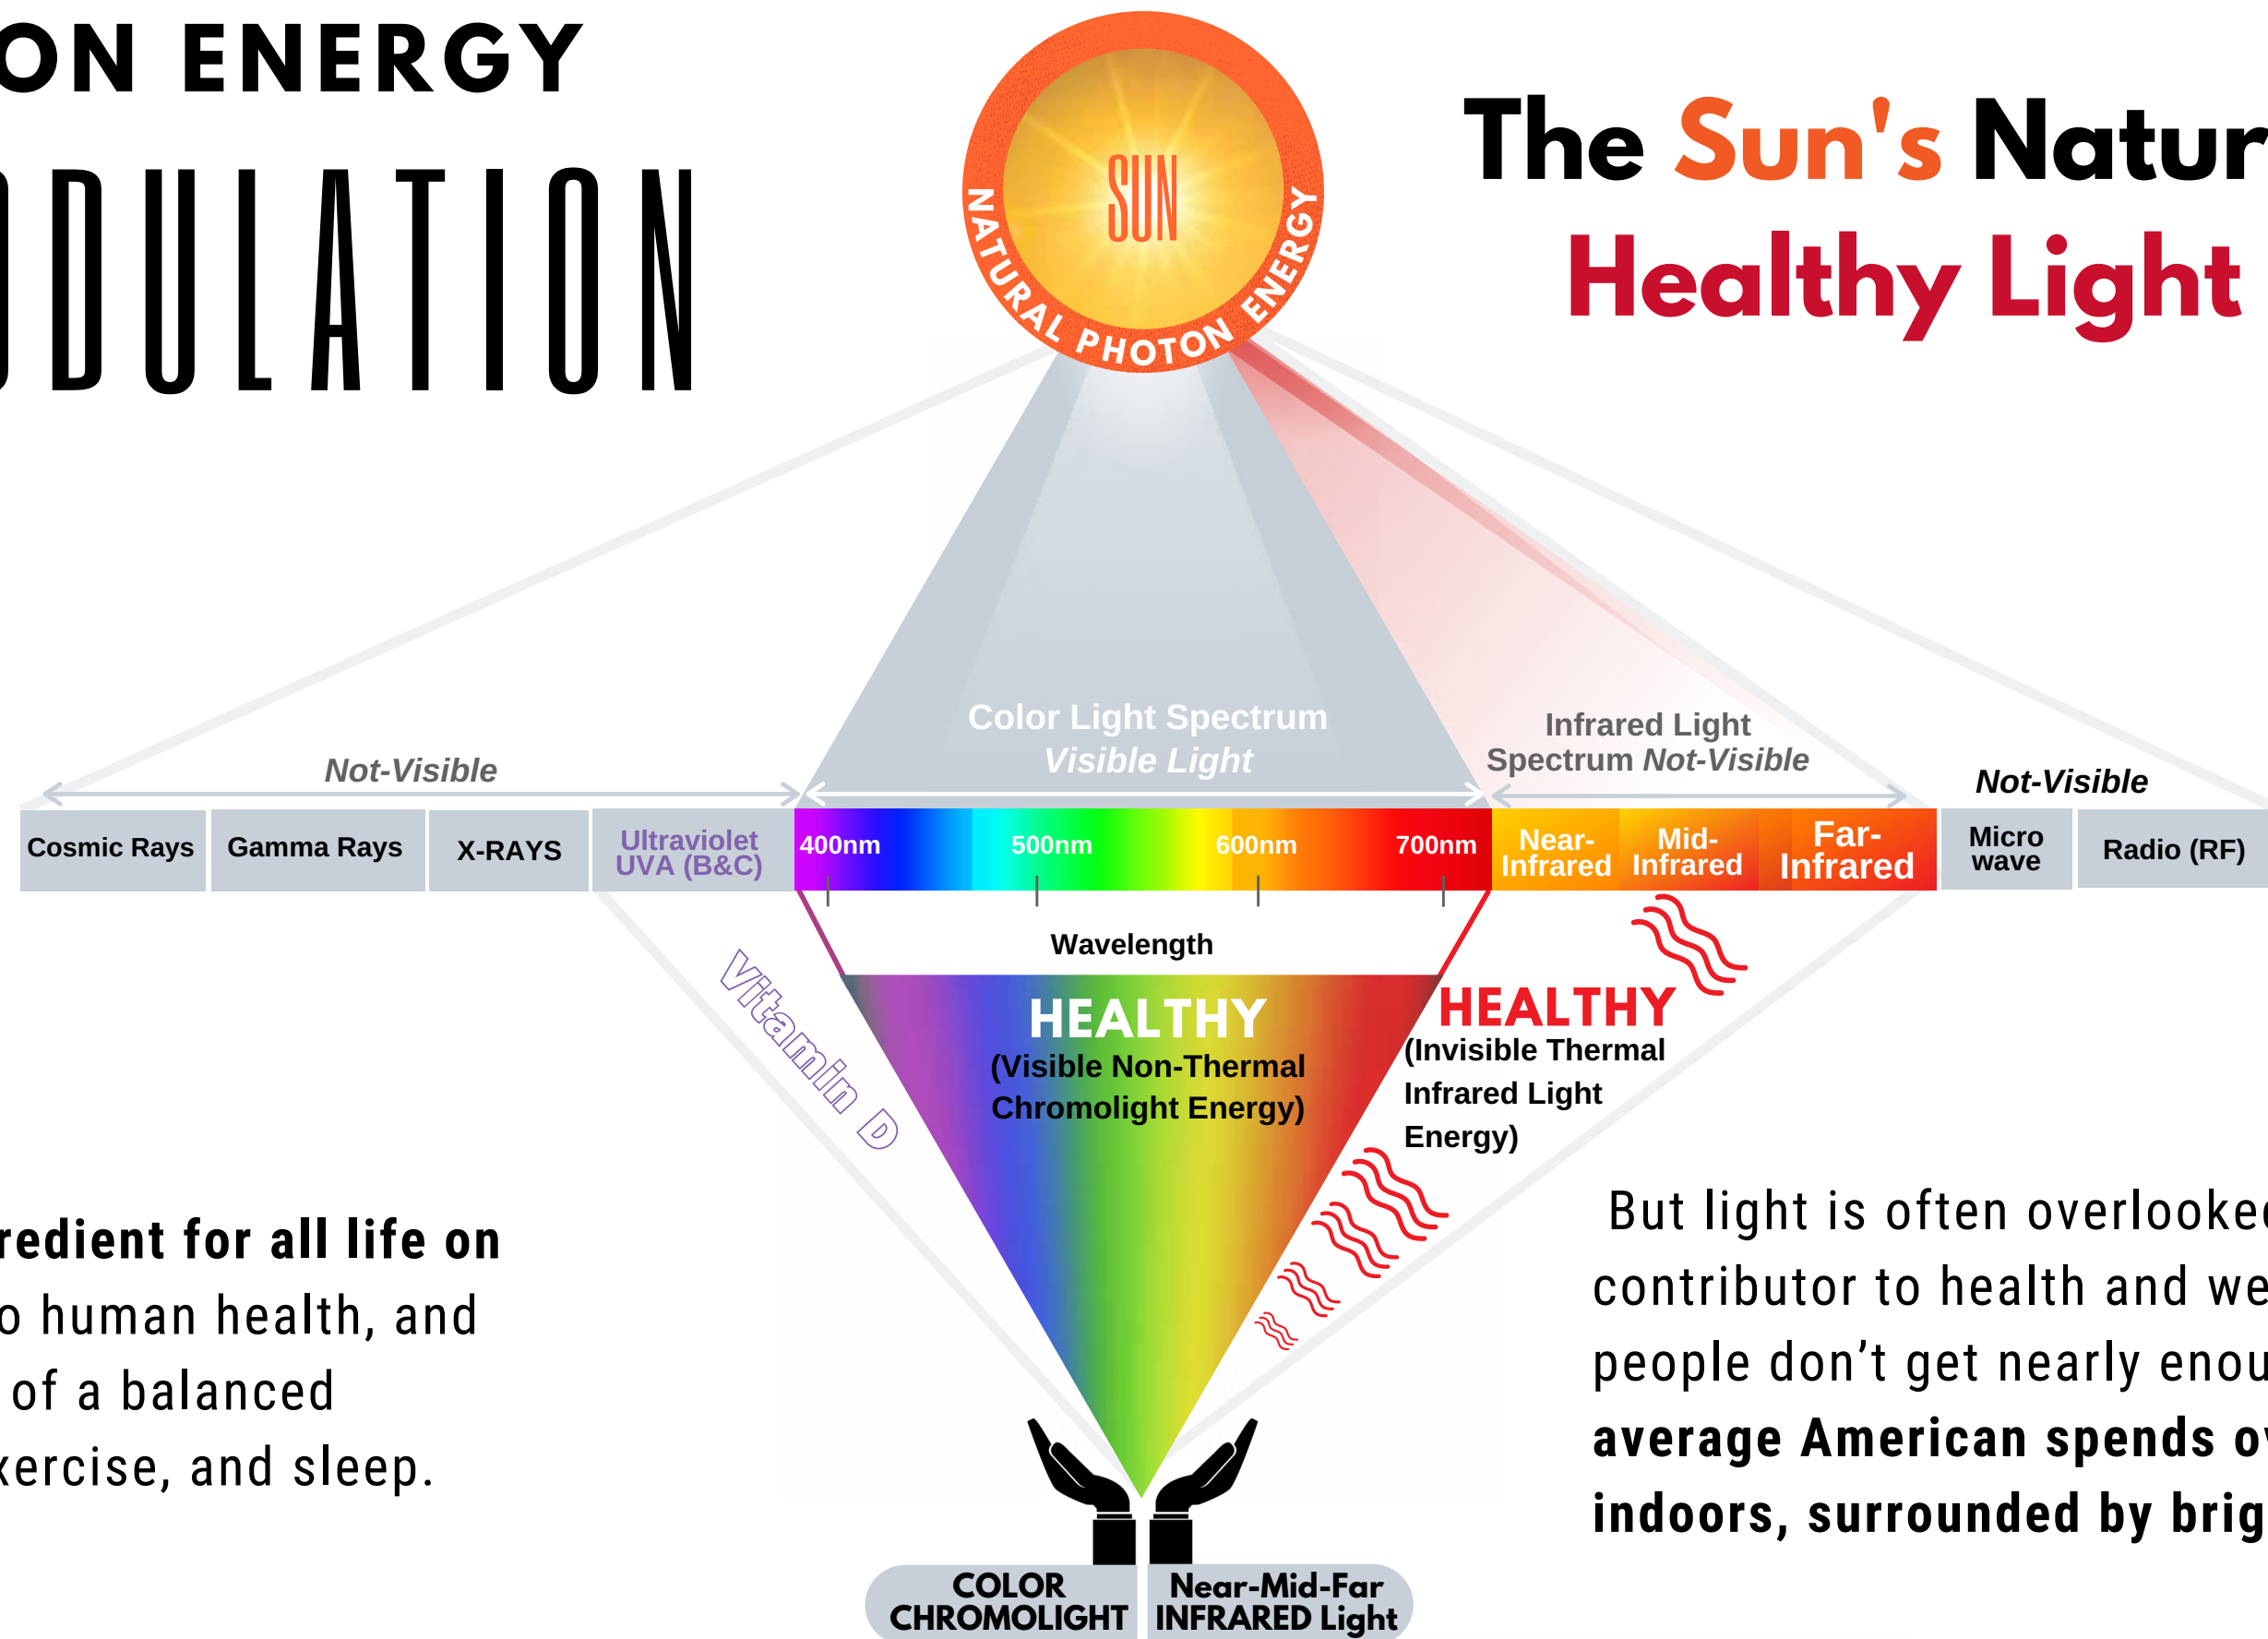 ON ENERGY
DULATION
SUN
NATURAL PHOTON ENERGY
The Sun's Natur
Healthy Light
Color Light Spectrum
Visible Light
Infrared Light
Spectrum Not-Visible
Not-Visible
Not-Visible
Cosmic Rays
Gamma Rays
X-RAYS
Ultraviolet
UVA (B&C)
400nm
500nm
600nm
700nm
Near-
Infrared
Mid-
Infrared
Far-
Infrared
Micro
wave
Radio (RF)
Wavelength
Vitamin D
HEALTHY
(Visible Non-Thermal
Chromolight Energy)
HEALTHY
(Invisible Thermal
Infrared Light
Energy)
redient for all life on
o human health, and
of a balanced
xercise, and sleep.
But light is often overlooked
contributor to health and we
people don’t get nearly enou
average American spends ov
indoors, surrounded by brig
COLOR
CHROMOLIGHT
Near-Mid-Far
INFRARED Light